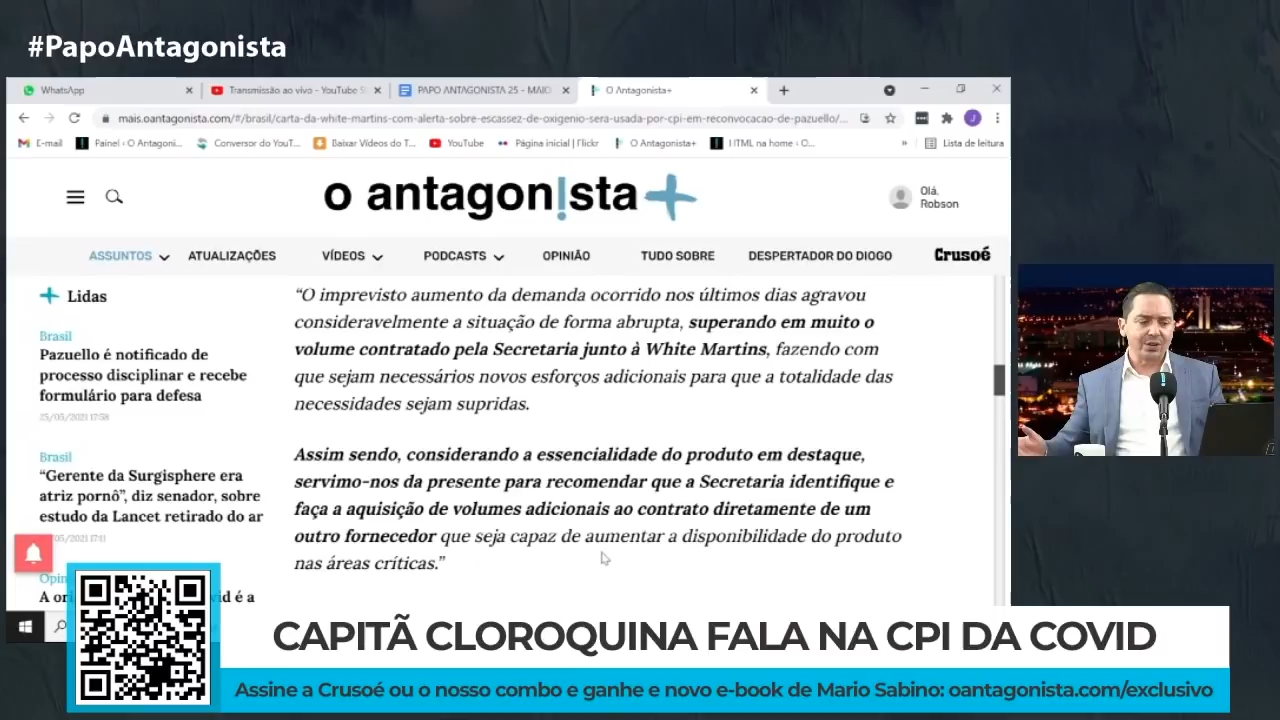 #PapoAntagonista
WhatsApp
Transmissão ao vivo - YouTube S
PAPO ANTAGONISTA 25 - MAIO
O Antagonista+
mais.oantagonista.com/#/brasil/carta-da-white-martins-com-alerta-sobre-escassez-de-oxigenio-sera-usada-por-cpi-em-reconvocacao-de-pazuello/...
J
E-mail
Painel ‹ O Antagoni...
Conversor do YouT...
Baixar Vídeos do T...
YouTube
Página inicial | Flickr
O Antagonista+
HTML na home ‹ O...
»
Lista de leitura
o antagon!sta+
Olá,
Robson
ASSUNTOS
ATUALIZAÇÕES
VÍDEOS
PODCASTS
OPINIÃO
TUDO SOBRE
DESPERTADOR DO DIOGO
Crusoé
Lidas
Brasil
Pazuello é notificado de
processo disciplinar e recebe
formulário para defesa
25/05/2021 17:58
Brasil
“Gerente da Surgisphere era
atriz pornô”, diz senador, sobre
estudo da Lancet retirado do ar
/05/2021 17:11
Opin
A ori
vid é a
“O imprevisto aumento da demanda ocorrido nos últimos dias agravou
consideravelmente a situação de forma abrupta, superando em muito o
volume contratado pela Secretaria junto à White Martins, fazendo com
que sejam necessários novos esforços adicionais para que a totalidade das
necessidades sejam supridas.
Assim sendo, considerando a essencialidade do produto em destaque,
servimo-nos da presente para recomendar que a Secretaria identifique e
faça a aquisição de volumes adicionais ao contrato diretamente de um
outro fornecedor que seja capaz de aumentar a disponibilidade do produto
nas áreas críticas.”
CAPITÃ CLOROQUINA FALA NA CPI DA COVID
Assine a Crusoé ou o nosso combo e ganhe e novo e-book de Mario Sabino: oantagonista.com/exclusivo